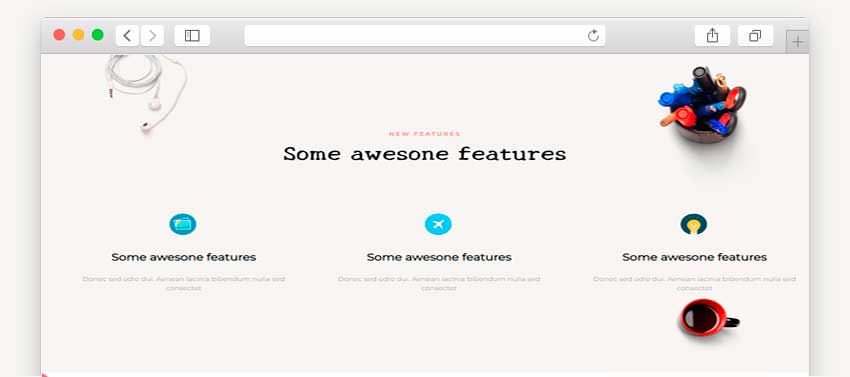 NEW FEATURES
Some awesone features
Some awesone features
Donec sed odio dui. Aenean lacinia bibendum nulla sed
consectet
Some awesone features
Donec sed odio dui. Aenean lacinia bibendum nulla sed
consectet
Some awesone features
Donec sed odio dui. Aenean lacinia bibendum nulla sed
consectet